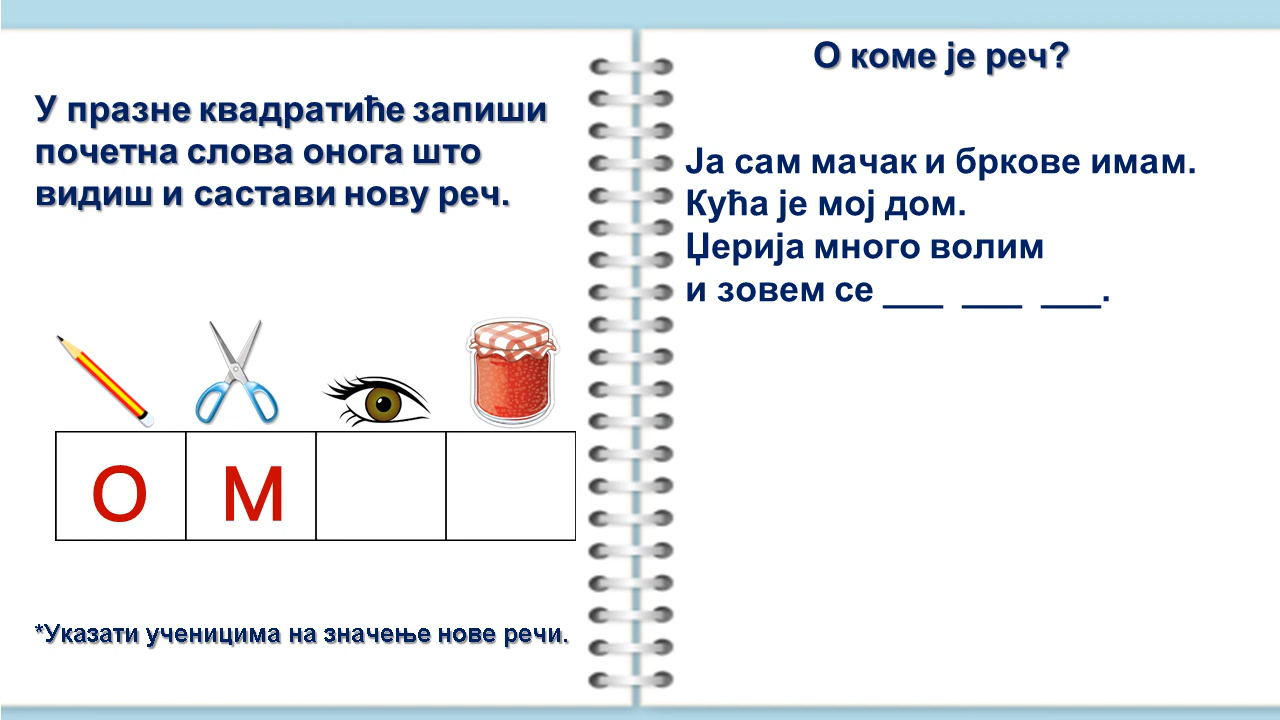 У празне квадратиће запиши
почетна слова онога што
видиш и састави нову реч.
О М
*Указати ученицима на значење нове речи.
О коме је реч?
Ја сам мачак и бркове имам.
Кућа је мој дом.
Џерија много волим
и зовем се ___ ___ ___.